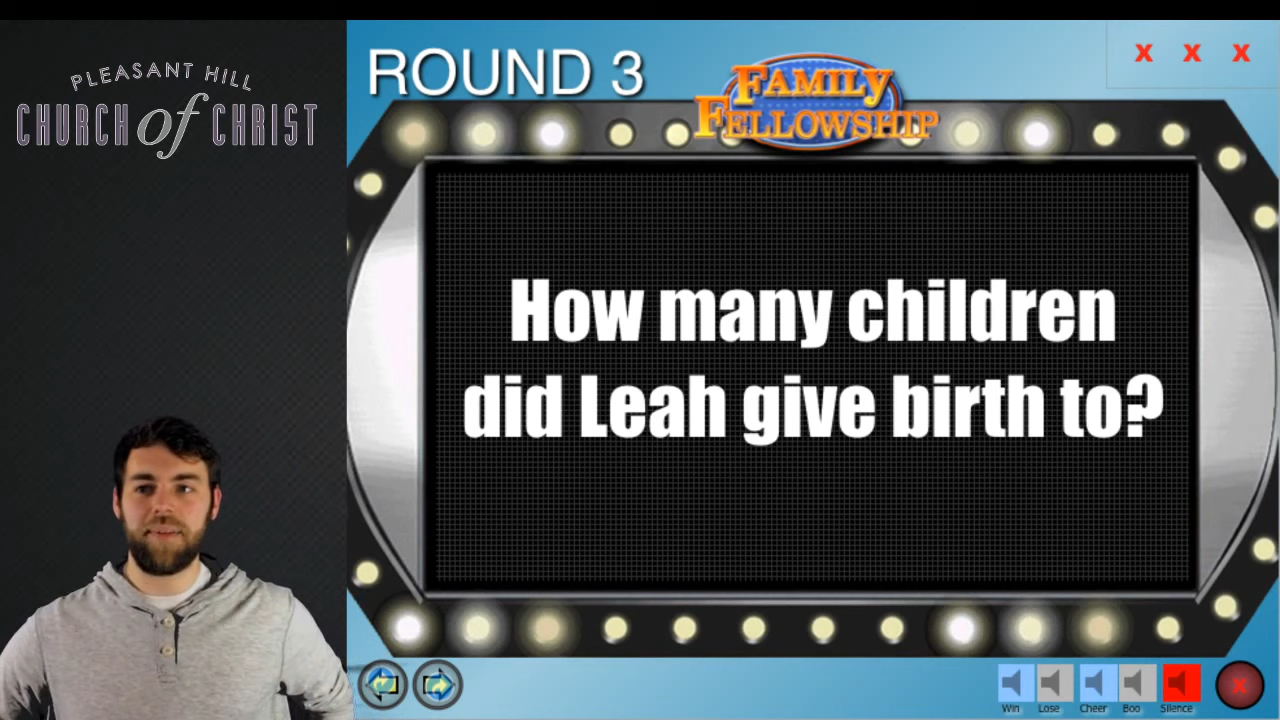 PLEASANT HILL
CHURCH of CHRIST
ROUND 3
X X X
FAMILY
FELLOWSHIP
How many children
did Leah give birth to?
Win Lose Cheer Boo Silence
X